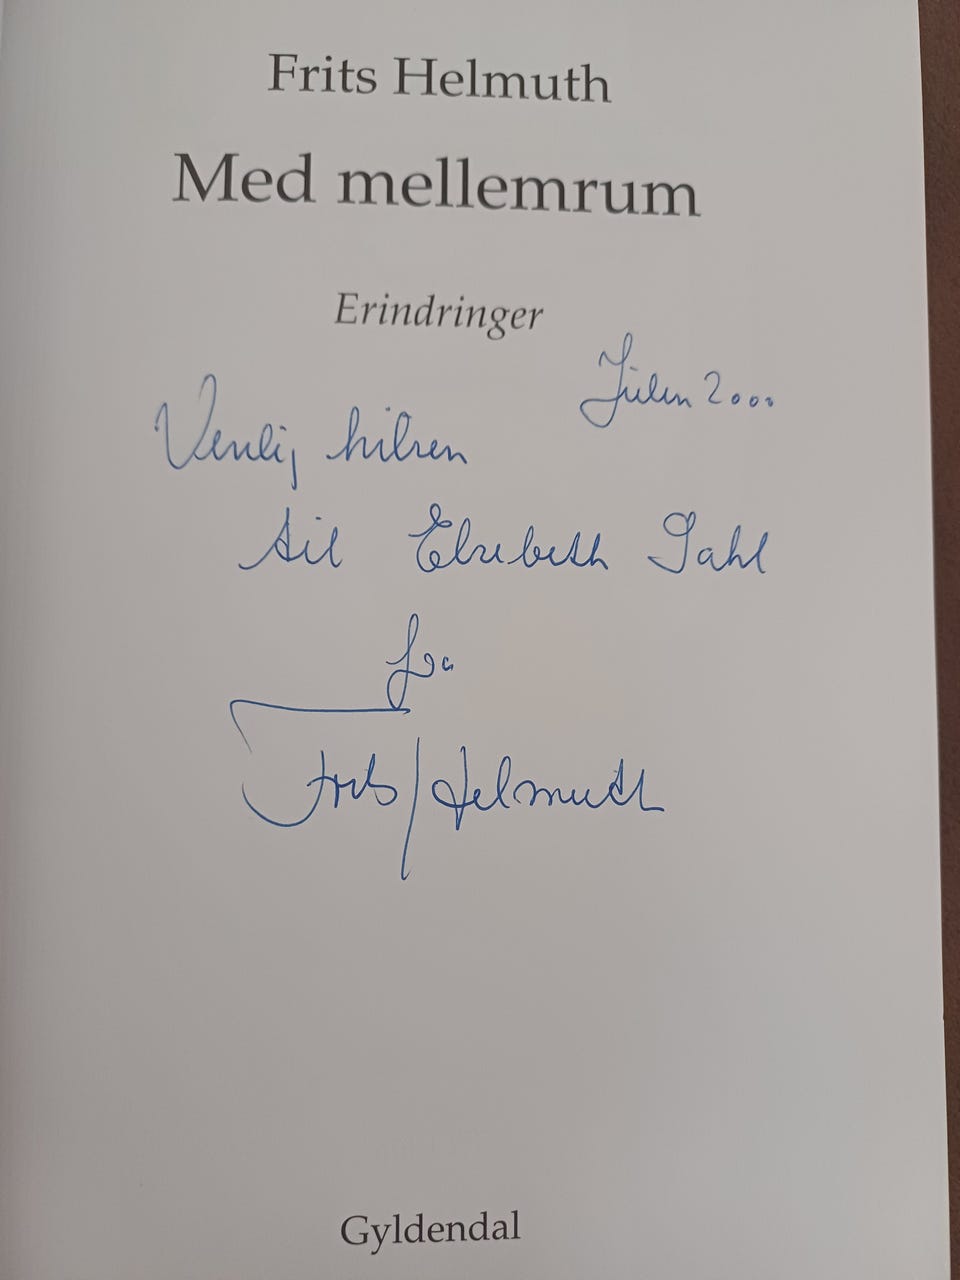 Frits Helmuth
Med mellemrum
Erindringer
Julen 2000
Venlig hilsen
til Elsebeth Dahl
fra
Frits Helmuth
Gyldendal